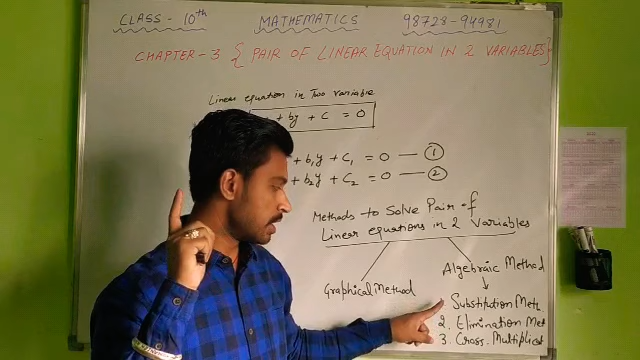 CLASS - 10th MATHEMATICS 98728-94981
CHAPTER-3 { PAIR OF LINEAR EQUATION IN 2 VARIABLES }
Linear equation in Two variable
+ by + c = 0
+ b₁y + c₁ = 0 — ①
+ b₂y + c₂ = 0 — ②
Methods to Solve Pair of
Linear equations in 2 Variables
Graphical Method
Algebraic Method
↓
Substitution Meth
2. Elimination Met
3. Cross. Multiplicat